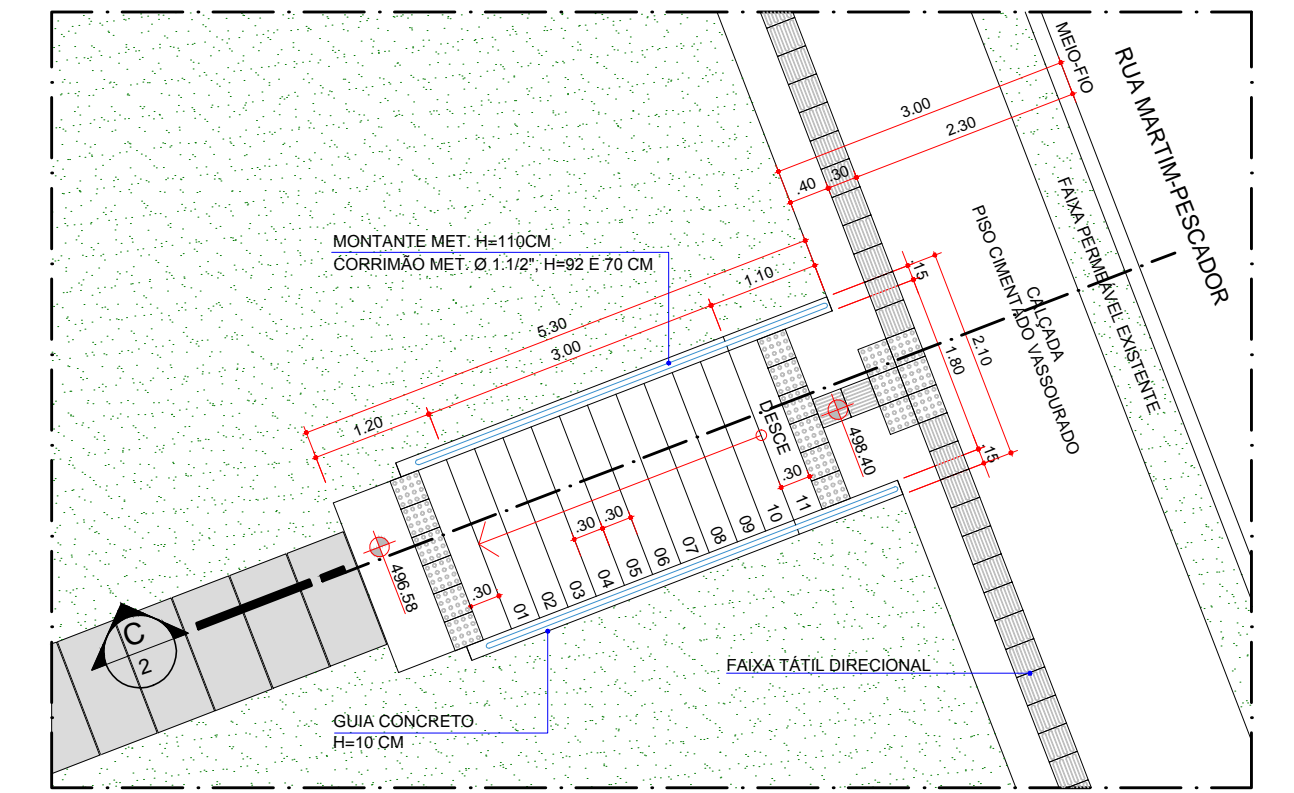 MEIO-FIO
RUA MARTIM-PESCADOR
3.00
2.30
.40
.30
FAIXA PERMEÁVEL EXISTENTE
CALÇADA
PISO CIMENTADO VASSOURADO
MONTANTE MET. H=110CM
CORRIMÃO MET. Ø 1.1/2", H=92 E 70 CM
1.10
5.30
3.00
1.20
.15
1.80
2.10
.15
DESCE
498.40
.30
.30
.30
.30
11
10
09
08
07
06
05
04
03
02
01
496.58
C
2
FAIXA TÁTIL DIRECIONAL
GUIA CONCRETO
H=10 CM